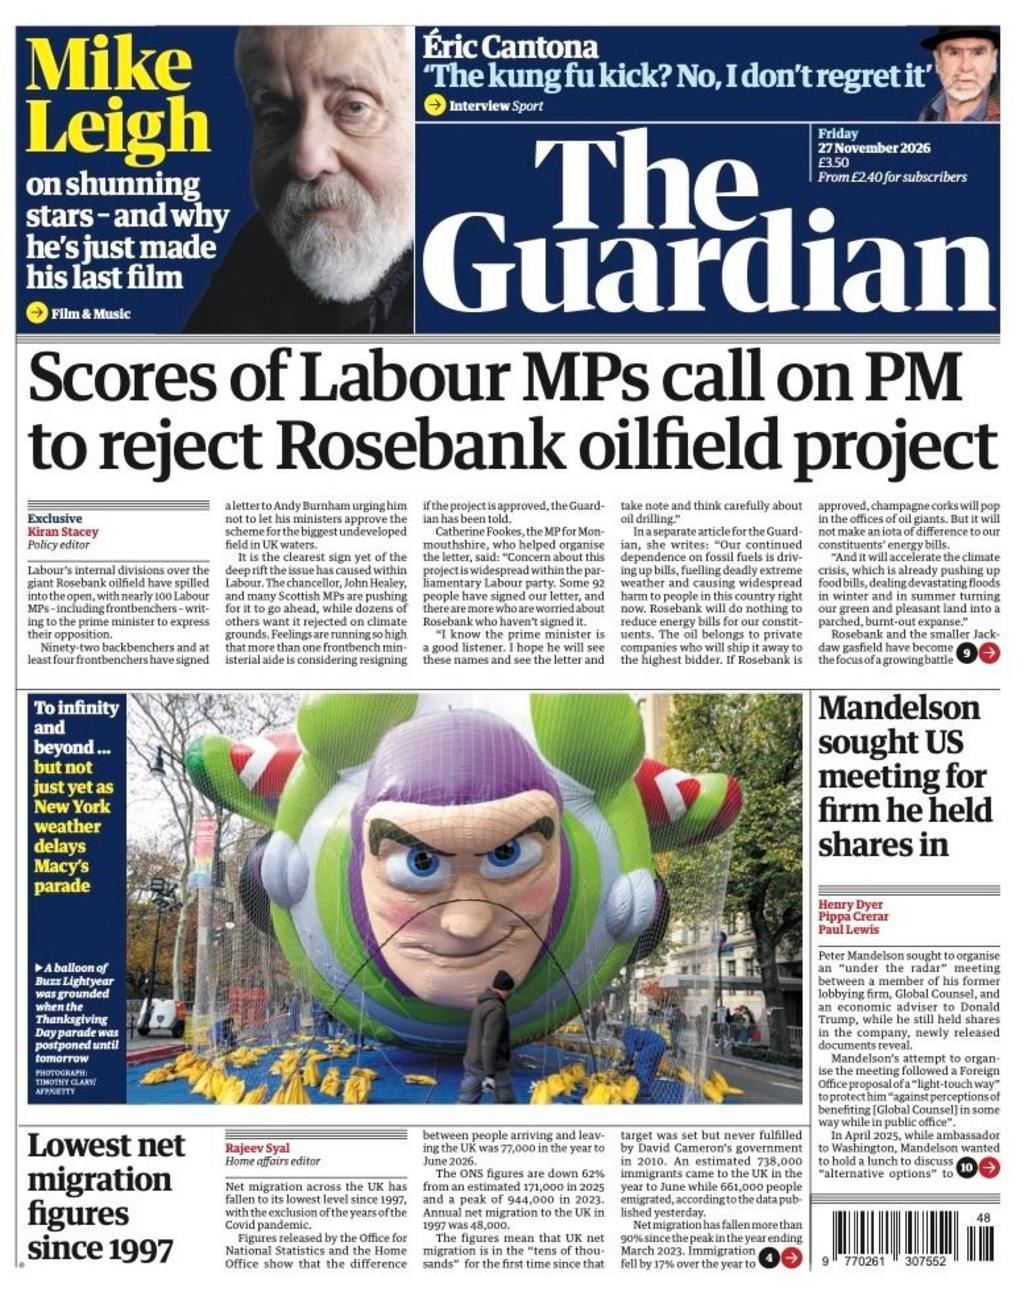 Mike
Leigh
on shunning
stars – and why
he's just made
his last film
Film & Music
Éric Cantona
'The kung fu kick? No, I don't regret it'
Interview Sport
Friday
27 November 2026
£3.50
From £2.40 for subscribers
The
Guardian
Scores of Labour MPs call on PM
to reject Rosebank oilfield project
Exclusive
Kiran Stacey
Policy editor
Labour's internal divisions over the
giant Rosebank oilfield have spilled
into the open, with nearly 100 Labour
MPs – including frontbenchers – writ-
ing to the prime minister to express
their opposition.
Ninety-two backbenchers and at
least four frontbenchers have signed
a letter to Andy Burnham urging him
not to let his ministers approve the
scheme for the biggest undeveloped
field in UK waters.
It is the clearest sign yet of the
deep rift the issue has caused within
Labour. The chancellor, John Healey,
and many Scottish MPs are pushing
for it to go ahead, while dozens of
others want it rejected on climate
grounds. Feelings are running so high
that more than one frontbench min-
isterial aide is considering resigning
if the project is approved, the Guard-
ian has been told.
Catherine Fookes, the MP for Mon-
mouthshire, who helped organise
the letter, said: "Concern about this
project is widespread within the par-
liamentary Labour party. Some 92
people have signed our letter, and
there are more who are worried about
Rosebank who haven't signed it.
"I know the prime minister is
a good listener. I hope he will see
these names and see the letter and
take note and think carefully about
oil drilling."
In a separate article for the Guard-
ian, she writes: "Our continued
dependence on fossil fuels is driv-
ing up bills, fuelling deadly extreme
weather and causing widespread
harm to people in this country right
now. Rosebank will do nothing to
reduce energy bills for our constit-
uents. The oil belongs to private
companies who will ship it away to
the highest bidder. If Rosebank is
approved, champagne corks will pop
in the offices of oil giants. But it will
not make an iota of difference to our
constituents' energy bills.
"And it will accelerate the climate
crisis, which is already pushing up
food bills, dealing devastating floods
in winter and in summer turning
our green and pleasant land into a
parched, burnt-out expanse."
Rosebank and the smaller Jack-
daw gasfield have become
the focus of a growing battle
9
To infinity
and
beyond ...
but not
just yet as
New York
weather
delays
Macy's
parade
▶ A balloon of
Buzz Lightyear
was grounded
when the
Thanksgiving
Day parade was
postponed until
tomorrow
PHOTOGRAPH:
TIMOTHY CLARY/
AFP/GETTY
Mandelson
sought US
meeting for
firm he held
shares in
Henry Dyer
Pippa Crerar
Paul Lewis
Peter Mandelson sought to organise
an "under the radar" meeting
between a member of his former
lobbying firm, Global Counsel, and
an economic adviser to Donald
Trump, while he still held shares
in the company, newly released
documents reveal.
Mandelson's attempt to organ-
ise the meeting followed a Foreign
Office proposal of a "light-touch way"
to protect him "against perceptions of
benefiting [Global Counsel] in some
way while in public office".
In April 2025, while ambassador
to Washington, Mandelson wanted
to hold a lunch to discuss
"alternative options" to
10
Lowest net
migration
figures
since 1997
Rajeev Syal
Home affairs editor
Net migration across the UK has
fallen to its lowest level since 1997,
with the exclusion of the years of the
Covid pandemic.
Figures released by the Office for
National Statistics and the Home
Office show that the difference
between people arriving and leav-
ing the UK was 77,000 in the year to
June 2026.
The ONS figures are down 62%
from an estimated 171,000 in 2025
and a peak of 944,000 in 2023.
Annual net migration to the UK in
1997 was 48,000.
The figures mean that UK net
migration is in the "tens of thou-
sands" for the first time since that
target was set but never fulfilled
by David Cameron's government
in 2010. An estimated 738,000
immigrants came to the UK in the
year to June while 661,000 people
emigrated, according to the data pub-
lished yesterday.
Net migration has fallen more than
90% since the peak in the year ending
March 2023. Immigration
fell by 17% over the year to
4
48
9 770261 307552